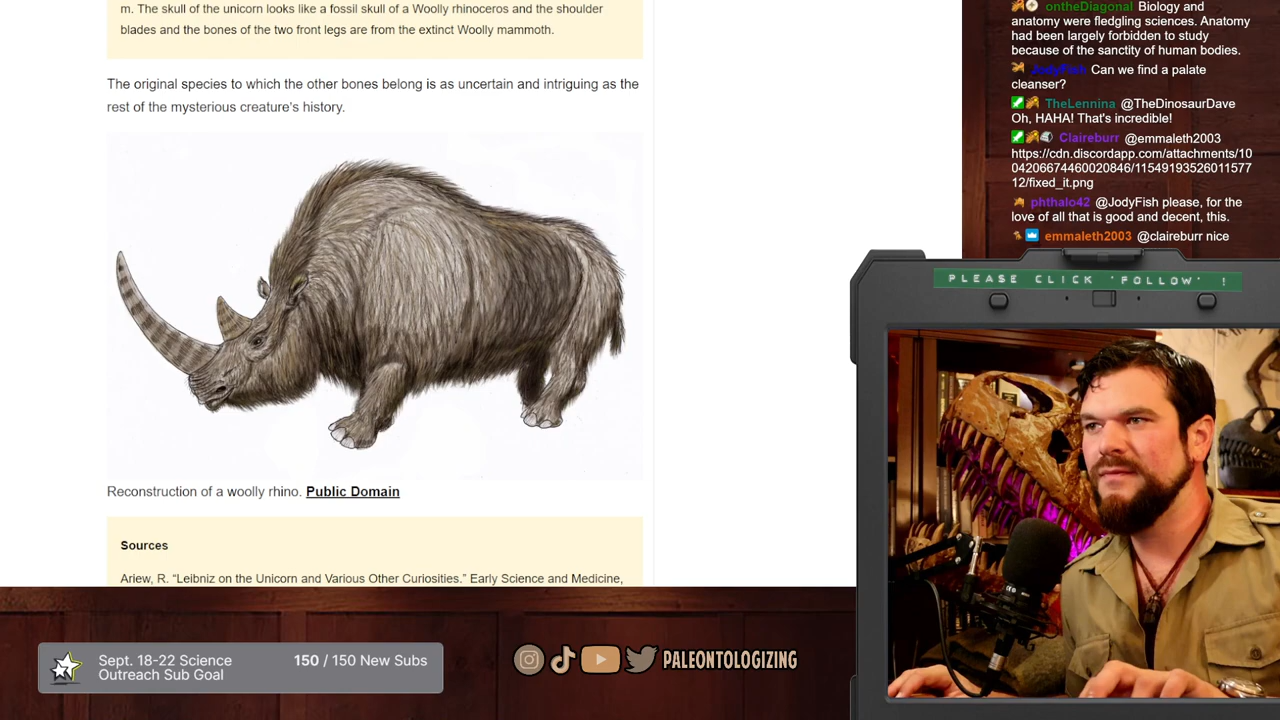 m. The skull of the unicorn looks like a fossil skull of a Woolly rhinoceros and the shoulder
blades and the bones of the two front legs are from the extinct Woolly mammoth.
The original species to which the other bones belong is as uncertain and intriguing as the
rest of the mysterious creature's history.
Reconstruction of a woolly rhino. Public Domain
Sources
Ariew, R. “Leibniz on the Unicorn and Various Other Curiosities.” Early Science and Medicine,
ontheDiagonal Biology and
anatomy were fledgling sciences. Anatomy
had been largely forbidden to study
because of the sanctity of human bodies.
JodyFish Can we find a palate
cleanser?
TheLennina @TheDinosaurDave
Oh, HAHA! That's incredible!
Claireburr @emmaleth2003
https://cdn.discordapp.com/attachments/10
04206674460020846/11549193526011577
12/fixed_it.png
phthalo42 @JodyFish please, for the
love of all that is good and decent, this.
emmaleth2003 @claireburr nice
PLEASE CLICK 'FOLLOW' !
Sept. 18-22 Science
Outreach Sub Goal
150 / 150 New Subs
PALEONTOLOGIZING